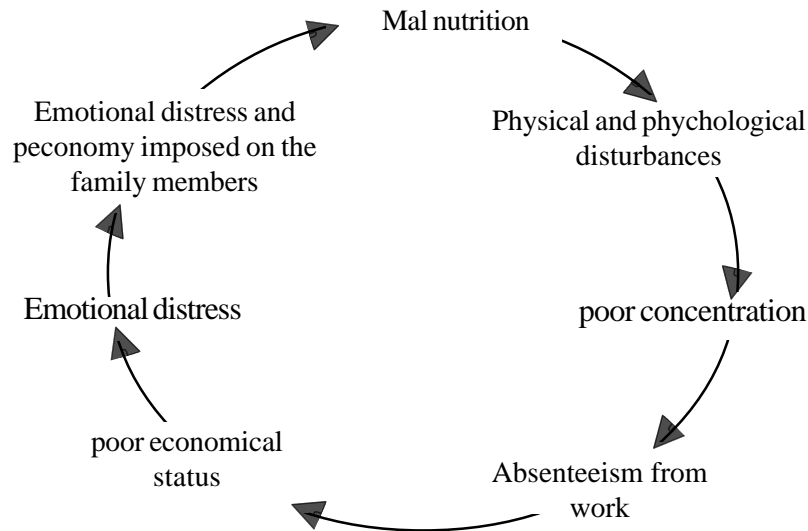 Mal nutrition
Physical and phychological
disturbances
poor concentration
Absenteeism from
work
poor economical
status
Emotional distress
Emotional distress and
peconomy imposed on the
family members